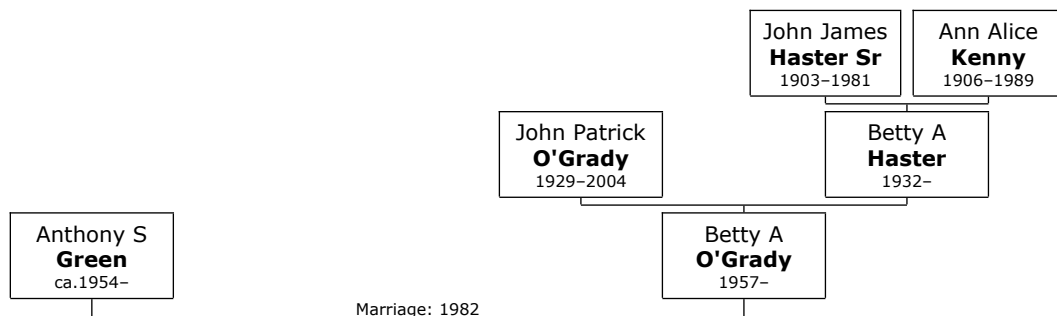 John James
Haster Sr
1903–1981
Ann Alice
Kenny
1906–1989
John Patrick
O'Grady
1929–2004
Betty A
Haster
1932–
Anthony S
Green
ca.1954–
Betty A
O'Grady
1957–
Marriage: 1982